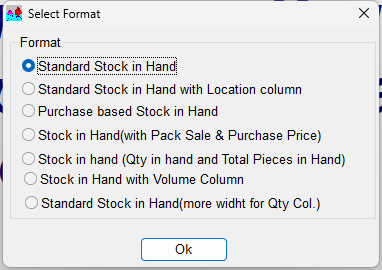 Select Format
Format
Standard Stock in Hand
Standard Stock in Hand with Location column
Purchase based Stock in Hand
Stock in Hand(with Pack Sale & Purchase Price)
Stock in hand (Qty in hand and Total Pieces in Hand)
Stock in Hand with Volume Column
Standard Stock in Hand(more widht for Qty Col.)
Ok